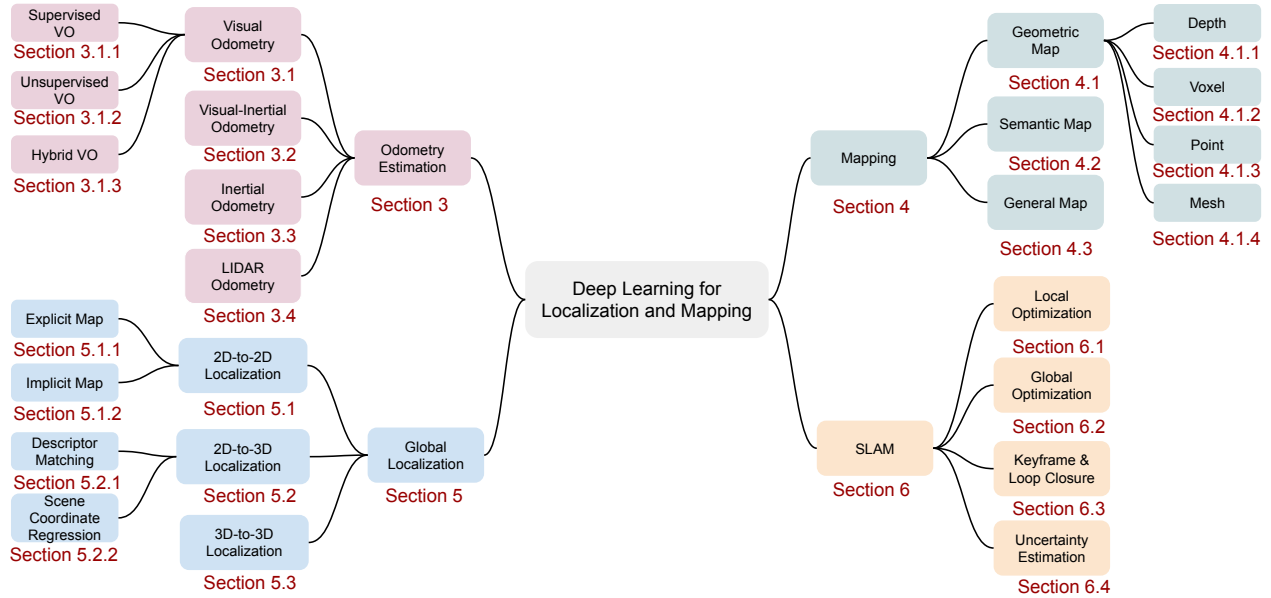 Deep Learning for
Localization and Mapping
Odometry
Estimation
Section 3
Visual
Odometry
Section 3.1
Supervised
VO
Section 3.1.1
Unsupervised
VO
Section 3.1.2
Hybrid VO
Section 3.1.3
Visual-Inertial
Odometry
Section 3.2
Inertial
Odometry
Section 3.3
LIDAR
Odometry
Section 3.4
Mapping
Section 4
Geometric
Map
Section 4.1
Depth
Section 4.1.1
Voxel
Section 4.1.2
Point
Section 4.1.3
Mesh
Section 4.1.4
Semantic Map
Section 4.2
General Map
Section 4.3
Global
Localization
Section 5
2D-to-2D
Localization
Section 5.1
Explicit Map
Section 5.1.1
Implicit Map
Section 5.1.2
2D-to-3D
Localization
Section 5.2
Descriptor
Matching
Section 5.2.1
Scene
Coordinate
Regression
Section 5.2.2
3D-to-3D
Localization
Section 5.3
SLAM
Section 6
Local
Optimization
Section 6.1
Global
Optimization
Section 6.2
Keyframe &
Loop Closure
Section 6.3
Uncertainty
Estimation
Section 6.4